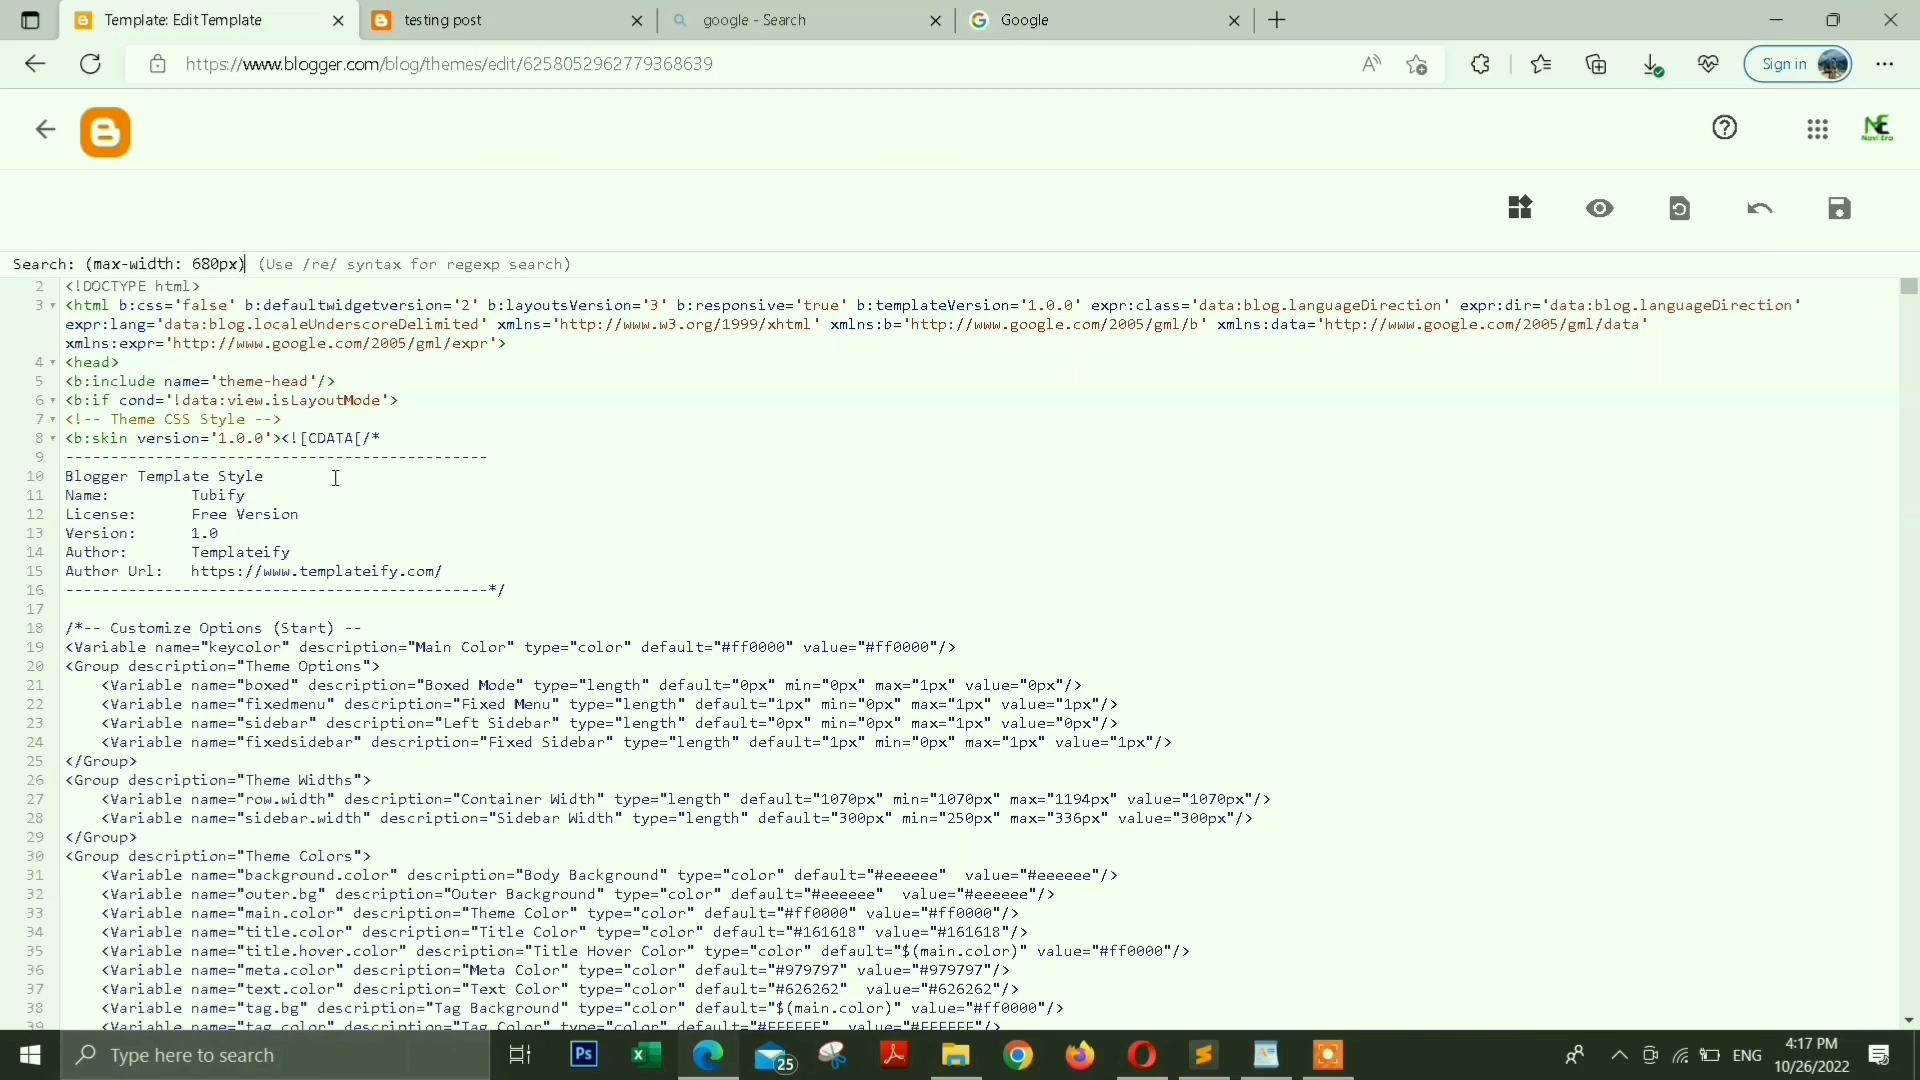 Template: Edit Template
testing post
google - Search
Google
https://www.blogger.com/blog/themes/edit/6258052962779368639
Sign in
Search: (max-width: 680px) (Use /re/ syntax for regexp search)
2 <!DOCTYPE html>
3 <html b:css='false' b:defaultwidgetversion='2' b:layoutsVersion='3' b:responsive='true' b:templateVersion='1.0.0' expr:class='data:blog.languageDirection' expr:dir='data:blog.languageDirection'
expr:lang='data:blog.localeUnderscoreDelimited' xmlns='http://www.w3.org/1999/xhtml' xmlns:b='http://www.google.com/2005/gml/b' xmlns:data='http://www.google.com/2005/gml/data'
xmlns:expr='http://www.google.com/2005/gml/expr'>
4 <head>
5 <b:include name='theme-head'/>
6 <b:if cond='!data:view.isLayoutMode'>
7 <!-- Theme CSS Style -->
8 <b:skin version='1.0.0'><![CDATA[/*
9 -----------------------------------------------
10 Blogger Template Style
11 Name: Tubify
12 License: Free Version
13 Version: 1.0
14 Author: Templateify
15 Author Url: https://www.templateify.com/
16 -----------------------------------------------*/
17
18 /*-- Customize Options (Start) --
19 <Variable name="keycolor" description="Main Color" type="color" default="#ff0000" value="#ff0000"/>
20 <Group description="Theme Options">
21 <Variable name="boxed" description="Boxed Mode" type="length" default="0px" min="0px" max="1px" value="0px"/>
22 <Variable name="fixedmenu" description="Fixed Menu" type="length" default="1px" min="0px" max="1px" value="1px"/>
23 <Variable name="sidebar" description="Left Sidebar" type="length" default="0px" min="0px" max="1px" value="0px"/>
24 <Variable name="fixedsidebar" description="Fixed Sidebar" type="length" default="1px" min="0px" max="1px" value="1px"/>
25 </Group>
26 <Group description="Theme Widths">
27 <Variable name="row.width" description="Container Width" type="length" default="1070px" min="1070px" max="1194px" value="1070px"/>
28 <Variable name="sidebar.width" description="Sidebar Width" type="length" default="300px" min="250px" max="336px" value="300px"/>
29 </Group>
30 <Group description="Theme Colors">
31 <Variable name="background.color" description="Body Background" type="color" default="#eeeeee" value="#eeeeee"/>
32 <Variable name="outer.bg" description="Outer Background" type="color" default="#eeeeee" value="#eeeeee"/>
33 <Variable name="main.color" description="Theme Color" type="color" default="#ff0000" value="#ff0000"/>
34 <Variable name="title.color" description="Title Color" type="color" default="#161618" value="#161618"/>
35 <Variable name="title.hover.color" description="Title Hover Color" type="color" default="$(main.color)" value="#ff0000"/>
36 <Variable name="meta.color" description="Meta Color" type="color" default="#979797" value="#979797"/>
37 <Variable name="text.color" description="Text Color" type="color" default="#626262" value="#626262"/>
38 <Variable name="tag.bg" description="Tag Background" type="color" default="$(main.color)" value="#ff0000"/>
39 <Variable name="tag.color" description="Tag Color" type="color" default="#FFFFFF" value="#FFFFFF"/>
Type here to search
Ps
25
ENG
4:17 PM
10/26/2022